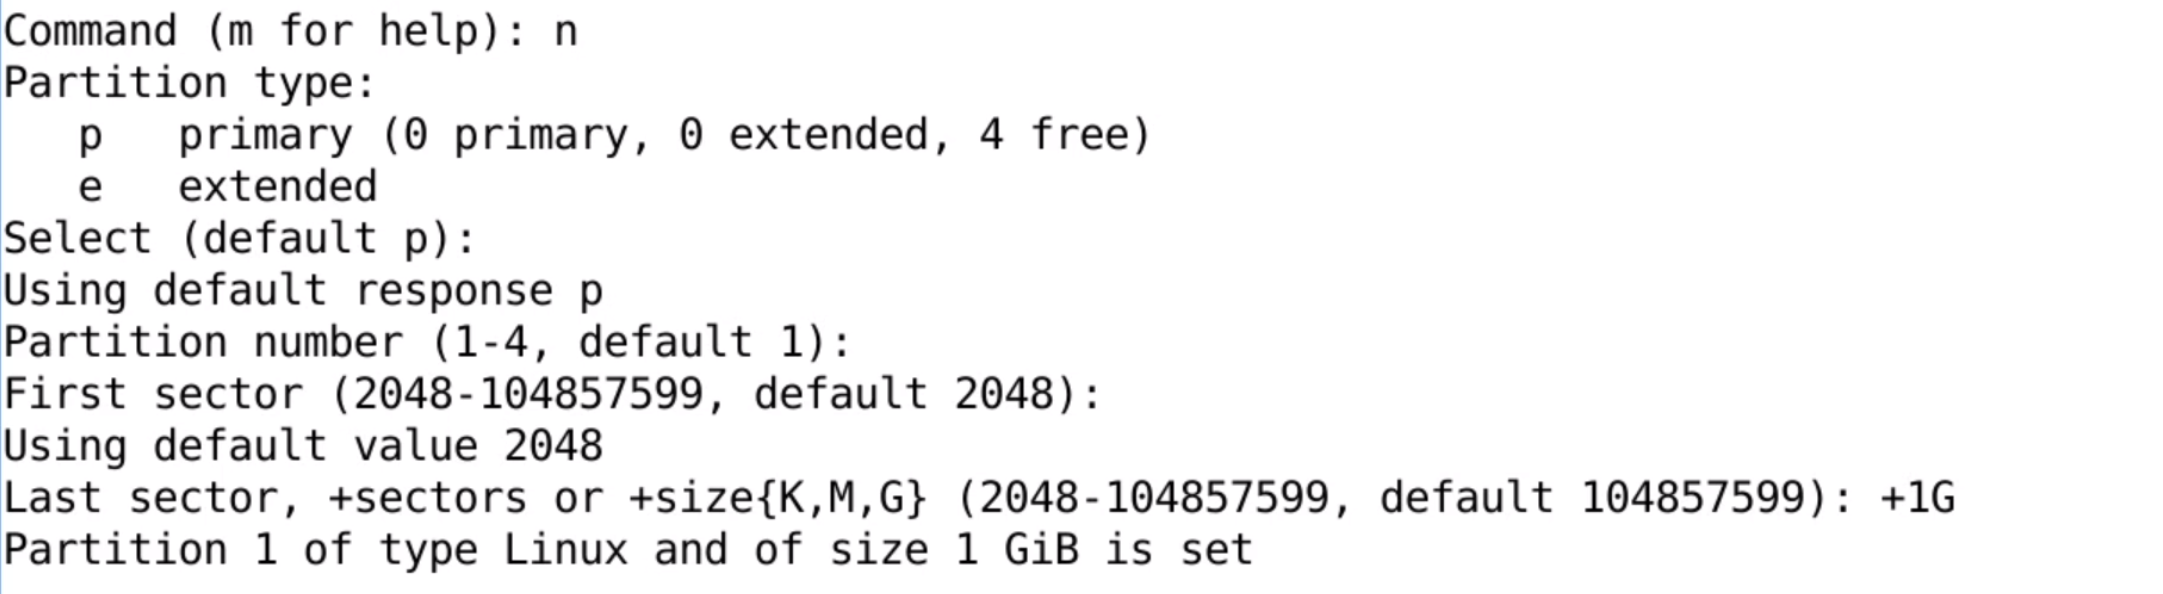 Command (m for help): n
Partition type:
   p   primary (0 primary, 0 extended, 4 free)
   e   extended
Select (default p):
Using default response p
Partition number (1-4, default 1):
First sector (2048-104857599, default 2048):
Using default value 2048
Last sector, +sectors or +size{K,M,G} (2048-104857599, default 104857599): +1G
Partition 1 of type Linux and of size 1 GiB is set